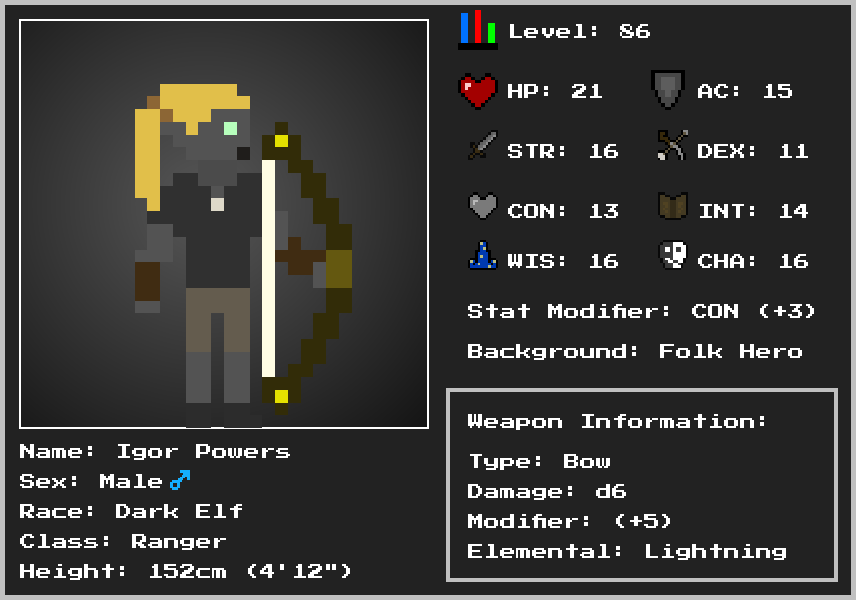 Level: 86
HP: 21
AC: 15
STR: 16
DEX: 11
CON: 13
INT: 14
WIS: 16
CHA: 16
Stat Modifier: CON (+3)
Background: Folk Hero
Weapon Information:
Type: Bow
Damage: d6
Modifier: (+5)
Elemental: Lightning
Name: Igor Powers
Sex: Male♂
Race: Dark Elf
Class: Ranger
Height: 152cm (4'12")